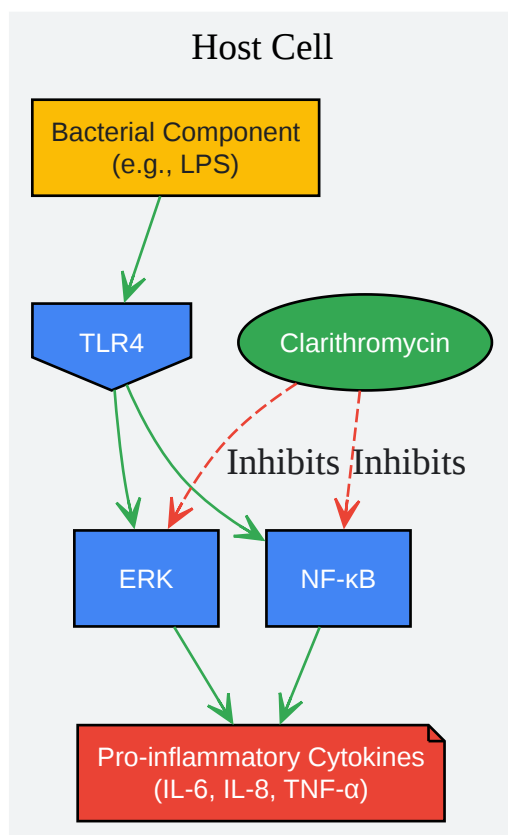 Host Cell
Bacterial Component
(e.g., LPS)
TLR4
Clarithromycin
Inhibits
Inhibits
ERK
NF-κB
Pro-inflammatory Cytokines
(IL-6, IL-8, TNF-α)